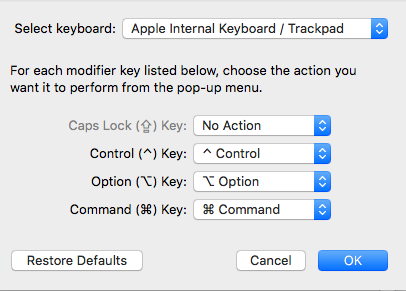 Select keyboard: Apple Internal Keyboard / Trackpad
For each modifier key listed below, choose the action you
want it to perform from the pop-up menu.
Caps Lock (⇪) Key: No Action
Control (^) Key: ^ Control
Option (⌥) Key: ⌥ Option
Command (⌘) Key: ⌘ Command
Restore Defaults Cancel OK